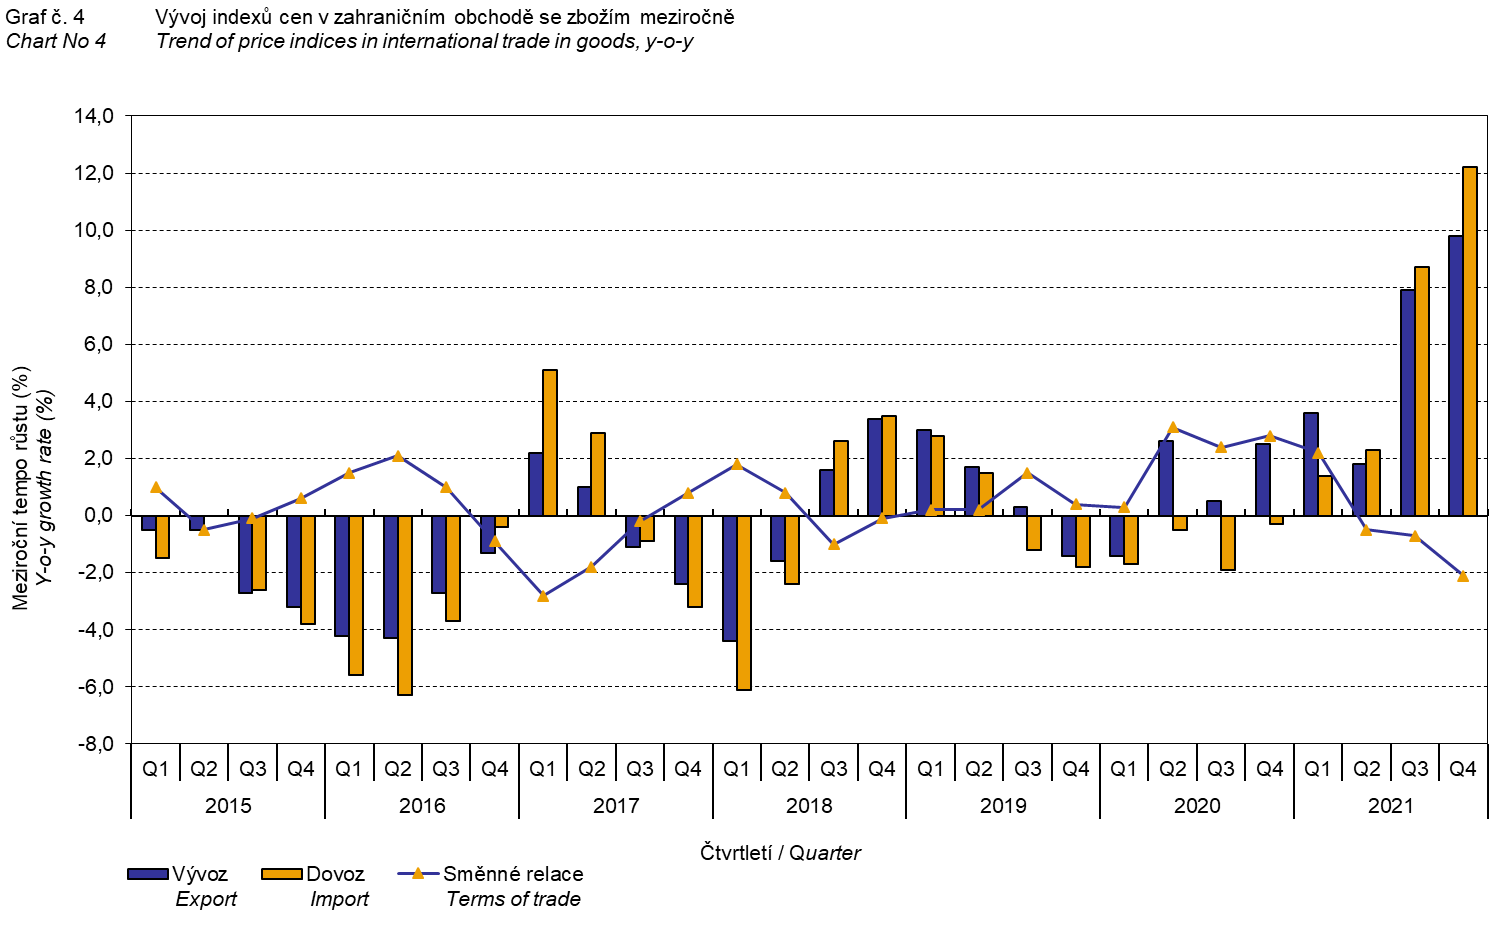 Graf č. 4 Vývoj indexů cen v zahraničním obchodě se zbožím meziročně
Chart No 4 Trend of price indices in international trade in goods, y-o-y
Meziroční tempo růstu (%)
Y-o-y growth rate (%)
14,0
12,0
10,0
8,0
6,0
4,0
2,0
0,0
-2,0
-4,0
-6,0
-8,0
Q1 Q2 Q3 Q4 Q1 Q2 Q3 Q4 Q1 Q2 Q3 Q4 Q1 Q2 Q3 Q4 Q1 Q2 Q3 Q4 Q1 Q2 Q3 Q4 Q1 Q2 Q3 Q4
2015 2016 2017 2018 2019 2020 2021
Čtvrtletí / Quarter
Vývoz Dovoz Směnné relace
Export Import Terms of trade